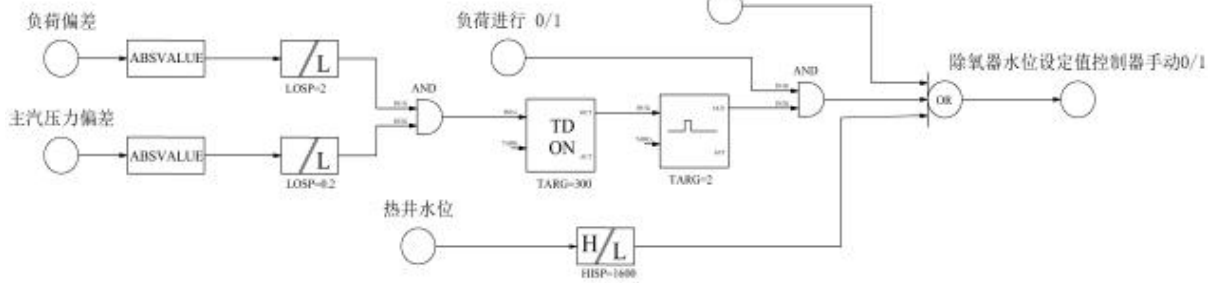 负荷偏差
ABSVALUE
/L
LOSP=2
主汽压力偏差
ABSVALUE
/L
LOSP=0.2
AND
负荷进行 0/1
TD
ON
TARG=300
TARG=2
AND
OR
除氧器水位设定值控制器手动0/1
热井水位
H/L
HISP=1600